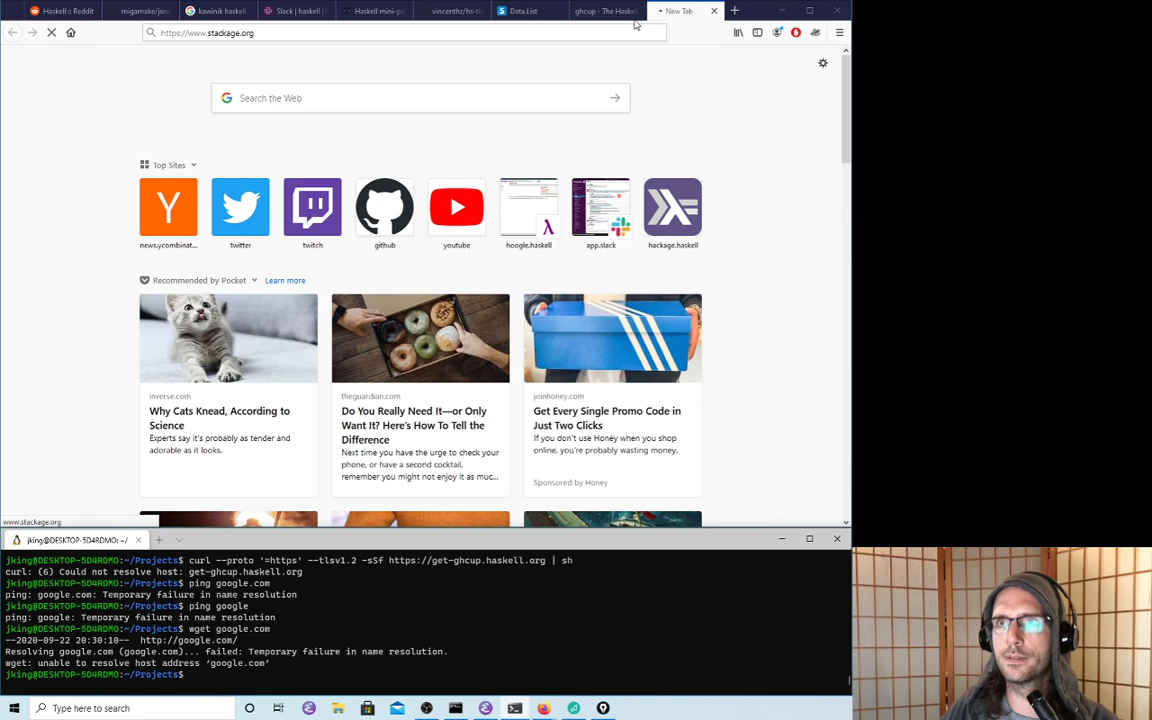 Haskell :: Reddit
migamake/json
kawinik haskell
Slack | haskell | f
Haskell mini-pa
vincenthz/hs-tl
Data.List
ghcup - The Haskel
New Tab
https://www.stackage.org
Search the Web
Top Sites
news.ycombinat...
twitter
twitch
github
youtube
hoogle.haskell
app.slack
hackage.haskell
Recommended by Pocket
Learn more
inverse.com
Why Cats Knead, According to
Science
Experts say it's probably as tender and
adorable as it looks.
theguardian.com
Do You Really Need It—or Only
Want It? Here's How To Tell the
Difference
Next time you have the urge to check your
phone, or have a second cocktail,
remember you might not enjoy it as muc...
joinhoney.com
Get Every Single Promo Code in
Just Two Clicks
If you don't use Honey when you shop
online, you're probably wasting money.
Sponsored by Honey
www.stackage.org
jking@DESKTOP-5D4RDMO: ~/
jking@DESKTOP-5D4RDMO:~/Projects$ curl --proto '=https' --tlsv1.2 -sSf https://get-ghcup.haskell.org | sh
curl: (6) Could not resolve host: get-ghcup.haskell.org
jking@DESKTOP-5D4RDMO:~/Projects$ ping google.com
ping: google.com: Temporary failure in name resolution
jking@DESKTOP-5D4RDMO:~/Projects$ ping google
ping: google: Temporary failure in name resolution
jking@DESKTOP-5D4RDMO:~/Projects$ wget google.com
--2020-09-22 20:30:10-- http://google.com/
Resolving google.com (google.com)... failed: Temporary failure in name resolution.
wget: unable to resolve host address ‘google.com’
jking@DESKTOP-5D4RDMO:~/Projects$
Type here to search